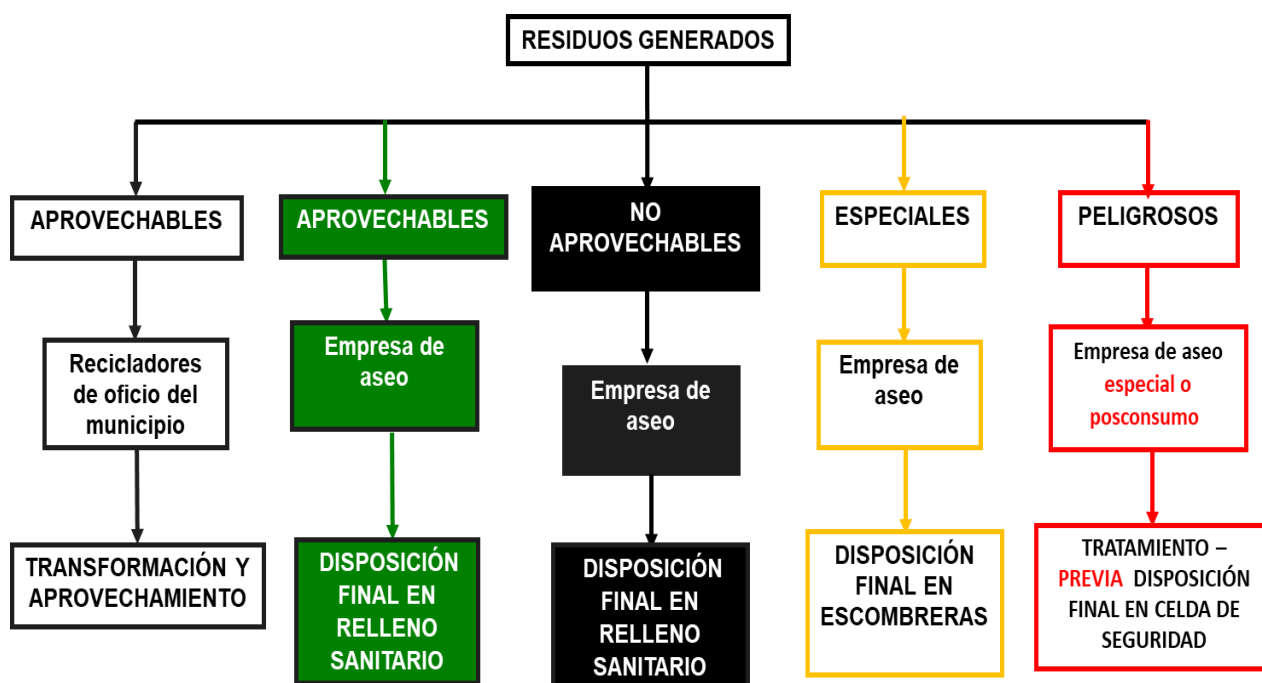 RESIDUOS GENERADOS
APROVECHABLES
APROVECHABLES
NO
APROVECHABLES
ESPECIALES
PELIGROSOS
Recicladores
de oficio del
municipio
Empresa de
aseo
Empresa de
aseo
Empresa de
aseo
Empresa de aseo
especial o
posconsumo
TRANSFORMACIÓN Y
APROVECHAMIENTO
DISPOSICIÓN
FINAL EN
RELLENO
SANITARIO
DISPOSICIÓN
FINAL EN
RELLENO
SANITARIO
DISPOSICIÓN
FINAL EN
ESCOMBRERAS
TRATAMIENTO –
PREVIA DISPOSICIÓN
FINAL EN CELDA DE
SEGURIDAD